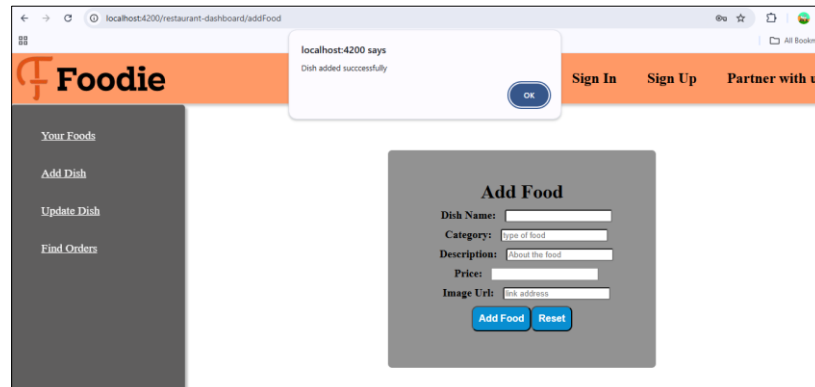 localhost:4200/restaurant-dashboard/addFood
All Bookm
localhost:4200 says
Dish added succcessfully
OK
Foodie
Sign In
Sign Up
Partner with u
Your Foods
Add Dish
Update Dish
Find Orders
Add Food
Dish Name:
Category: type of food
Description: About the food
Price:
Image Url: link address
Add Food Reset